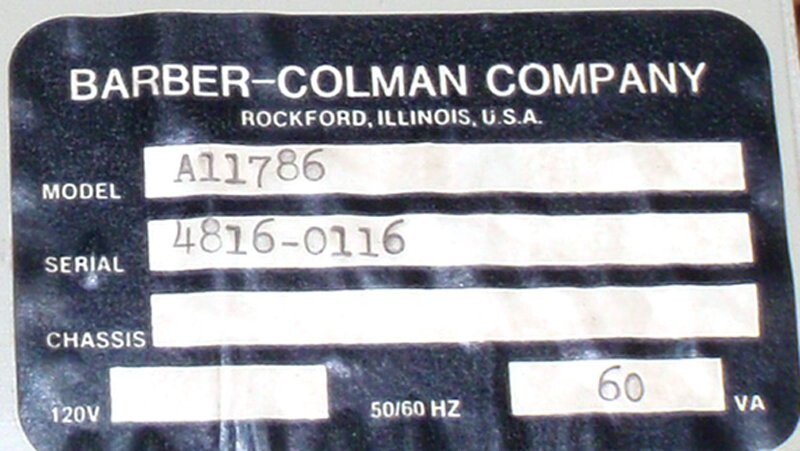 BARBER-COLMAN COMPANY
ROCKFORD, ILLINOIS, U.S.A.
MODEL A11786
SERIAL 4816-0116
CHASSIS
120V 50/60 HZ 60 VA